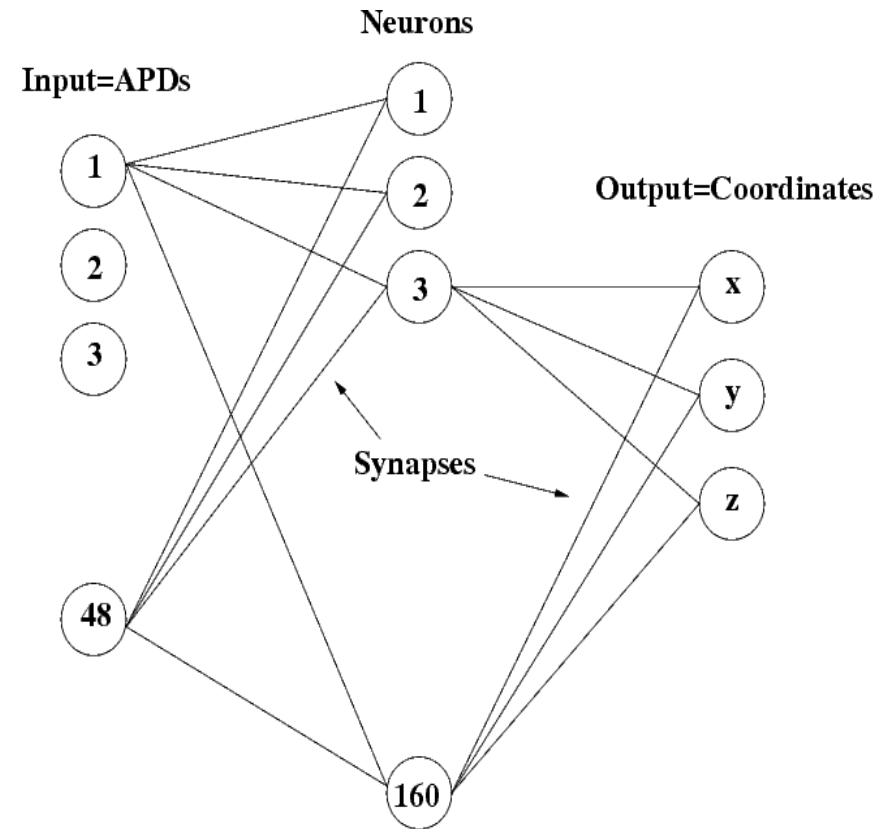 Neurons
Input=APDs
1
2
3
48
1
2
3
160
Output=Coordinates
x
y
z
Synapses